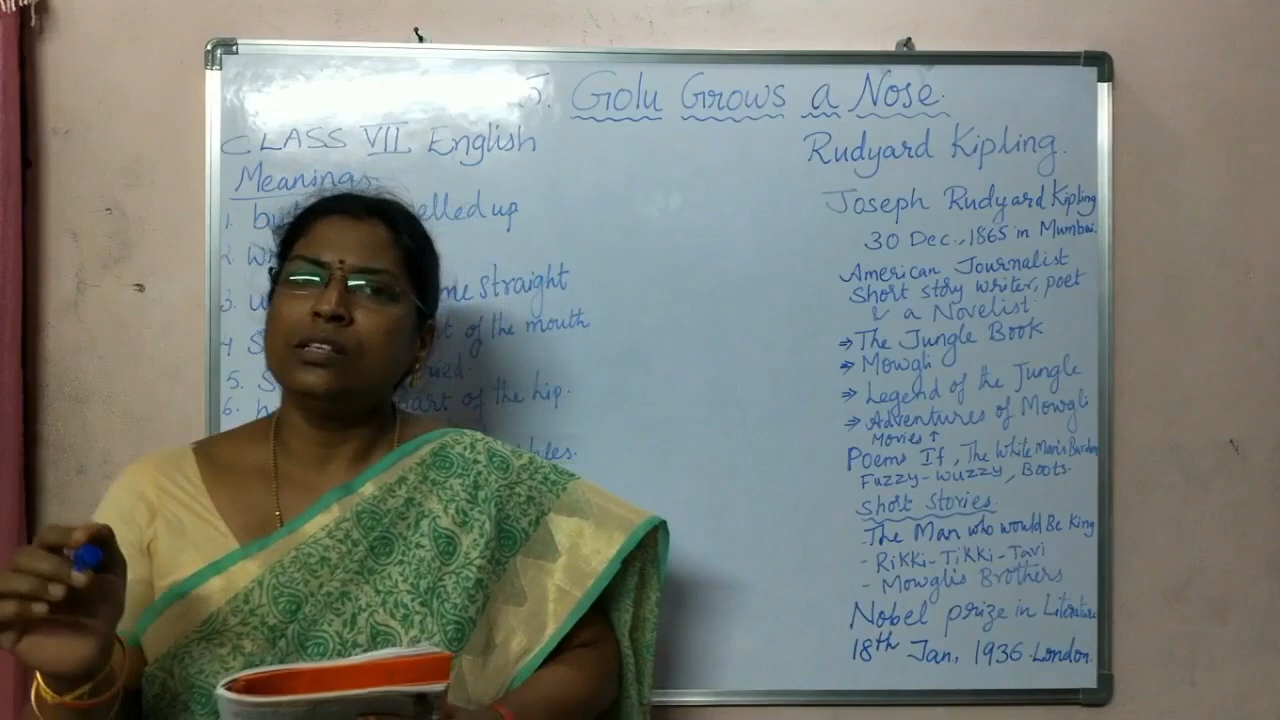 5. Golu Grows a Nose.
CLASS VII English
Meanings.
1. elled up
2.
3. straight
4 of the mouth
5.
6. part of the hip.
Rudyard Kipling.
Joseph Rudyard Kipling
30 Dec., 1865 in Mumbai.
American Journalist
Short story writer, poet
& a Novelist
⇒ The Jungle Book
⇒ Mowgli
⇒ Legend of the Jungle
⇒ Adventures of Mowgli
Movies ↑
Poems If, The White Man's Burden
Fuzzy-Wuzzy, Boots.
Short Stories.
- The Man who would Be King
- Rikki-Tikki-Tavi
- Mowgli's Brothers
Nobel prize in Literature
18th Jan, 1936 London.